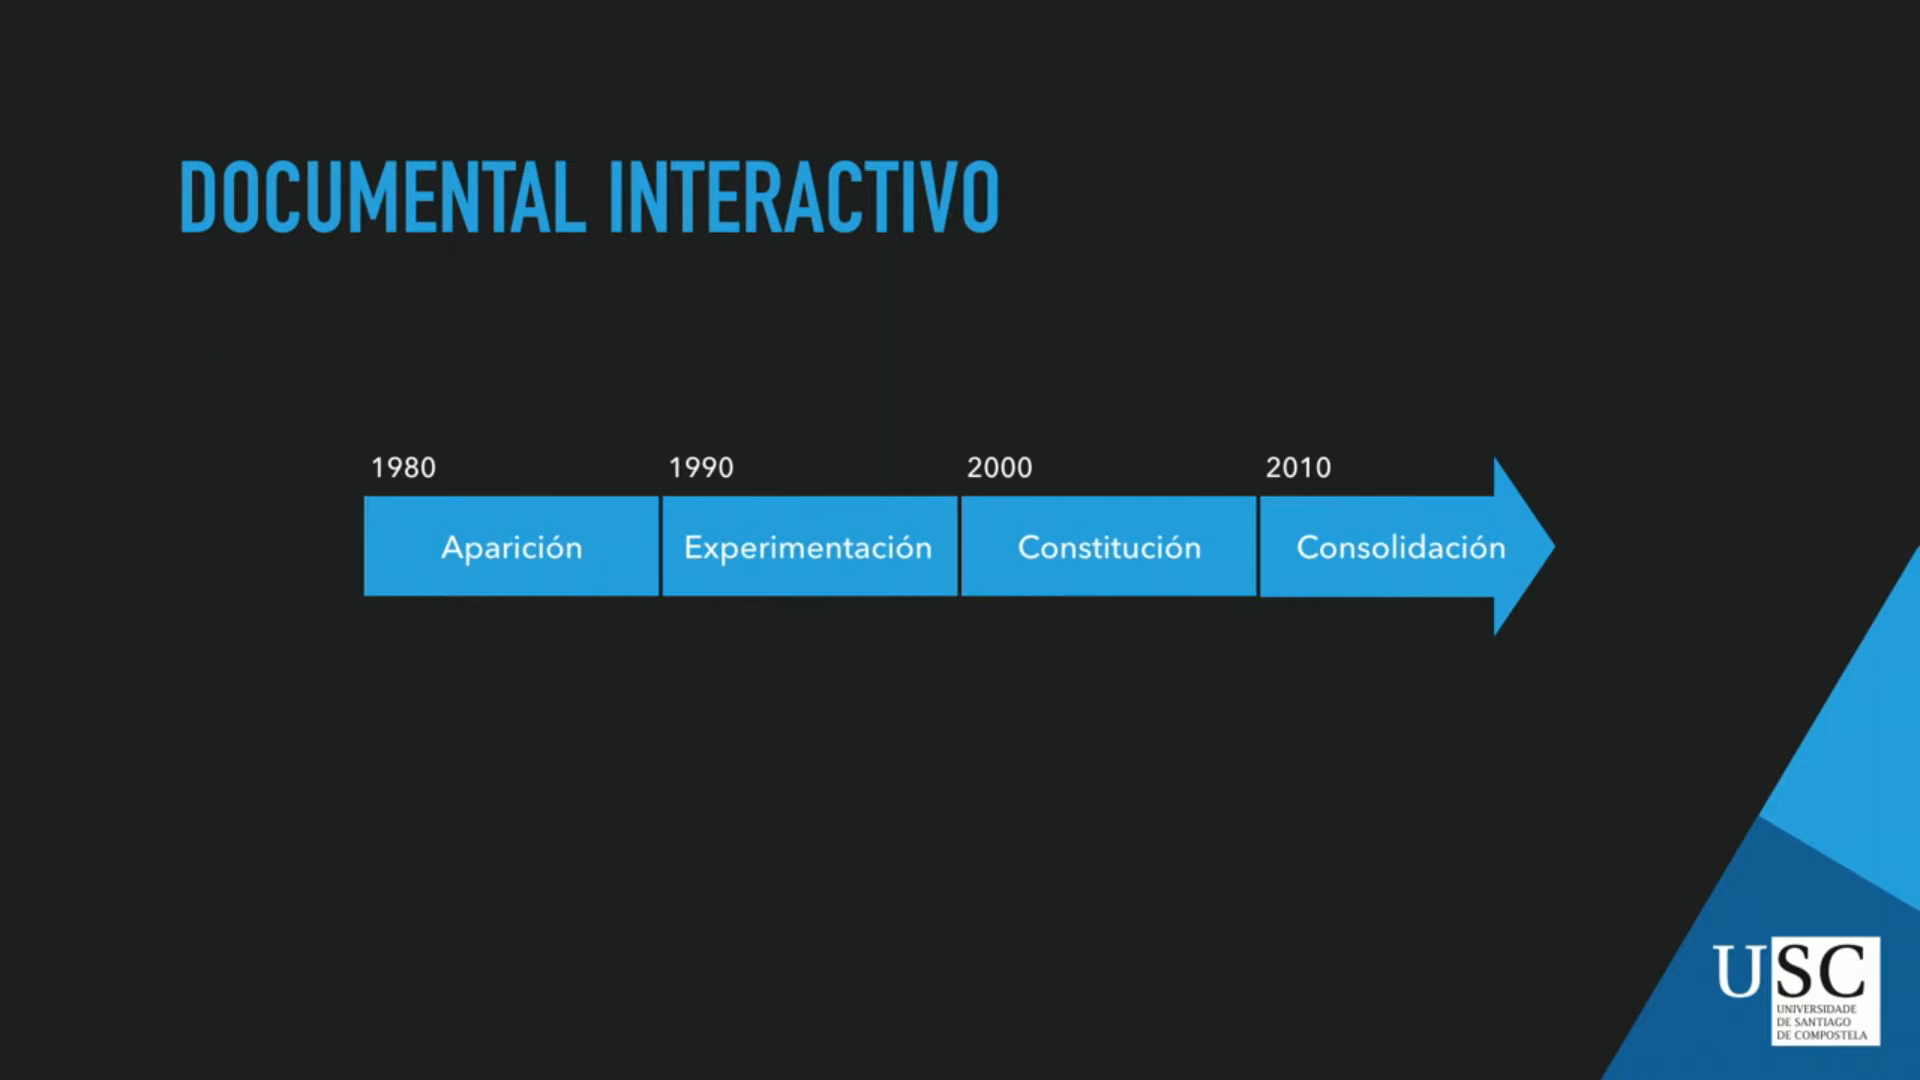 DOCUMENTAL INTERACTIVO
1980 1990 2000 2010
Aparición Experimentación Constitución Consolidación
USC
UNIVERSIDADE
DE SANTIAGO
DE COMPOSTELA